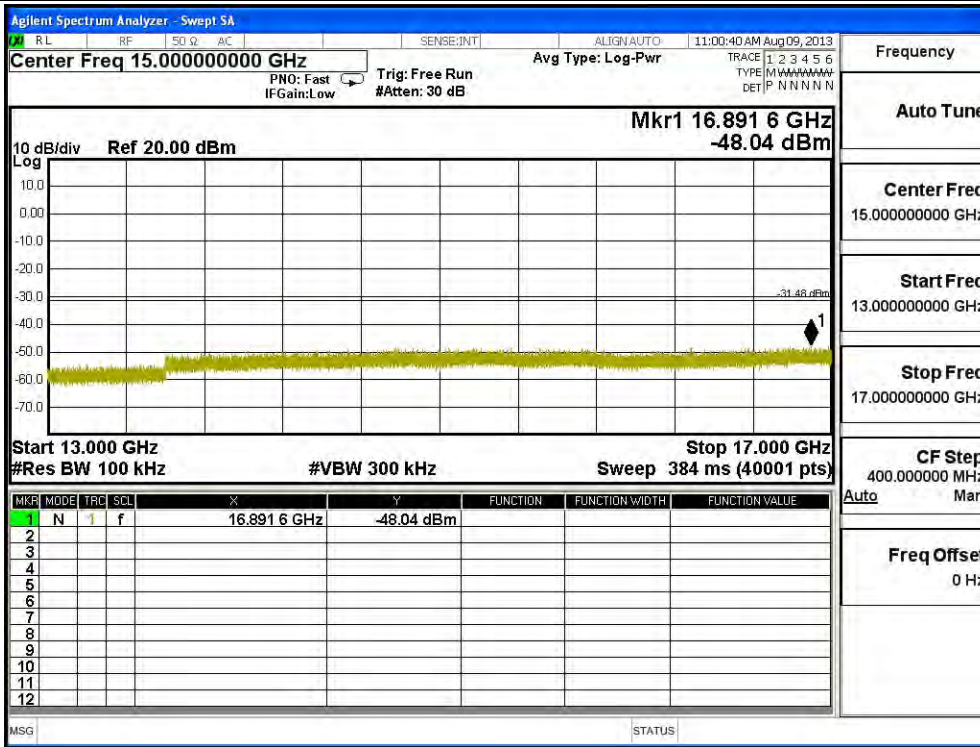 Agilent Spectrum Analyzer - Swept SA
RL RF 50 Ω AC SENSE:INT ALIGNAUTO 11:00:40 AM Aug 09, 2013
Center Freq 15.000000000 GHz
PNO: Fast
IFGain:Low
Trig: Free Run
#Atten: 30 dB
Avg Type: Log-Pwr
TRACE 1 2 3 4 5 6
TYPE M
DET P N N N N N
Mkr1 16.891 6 GHz
-48.04 dBm
10 dB/div Ref 20.00 dBm
Log
10.0
0.00
-10.0
-20.0
-30.0
-31.48 dBm
-40.0
1
-50.0
-60.0
-70.0
Start 13.000 GHz Stop 17.000 GHz
#Res BW 100 kHz #VBW 300 kHz Sweep 384 ms (40001 pts)
MKR MODE TRC SCL X Y FUNCTION FUNCTION WIDTH FUNCTION VALUE
1 N 1 f 16.891 6 GHz -48.04 dBm
2
3
4
5
6
7
8
9
10
11
12
MSG STATUS
Frequency
Auto Tune
Center Freq
15.000000000 GHz
Start Freq
13.000000000 GHz
Stop Freq
17.000000000 GHz
CF Step
400.000000 MHz
Auto Man
Freq Offset
0 Hz